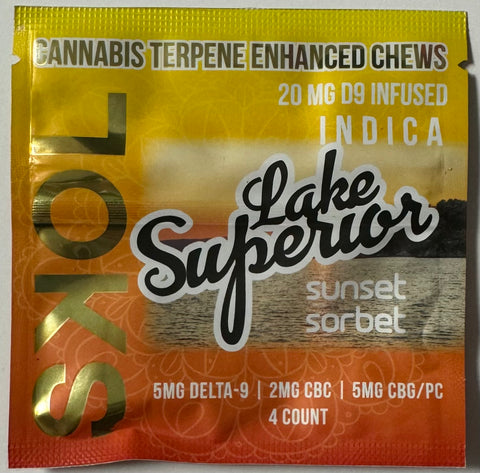 CANNABIS TERPENE ENHANCED CHEWS
20 MG D9 INFUSED
INDICA
SKOL
Lake
Superior
sunset
sorbet
5MG DELTA-9 | 2MG CBC | 5MG CBG/PC
4 COUNT